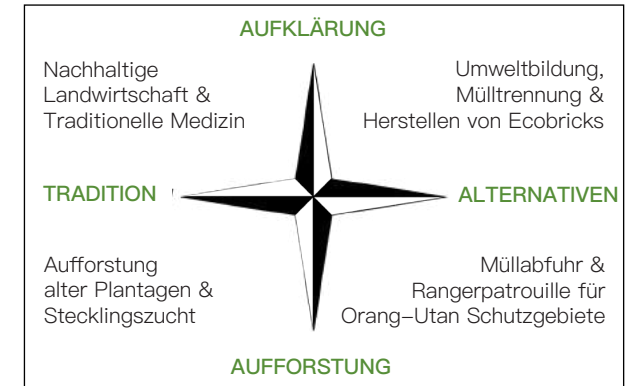 AUFKLÄRUNG
Nachhaltige
Landwirtschaft &
Traditionelle Medizin
Umweltbildung,
Mülltrennung &
Herstellen von Ecobricks
TRADITION
ALTERNATIVEN
Aufforstung
alter Plantagen &
Stecklingszucht
Müllabfuhr &
Rangerpatrouille für
Orang-Utan Schutzgebiete
AUFFORSTUNG